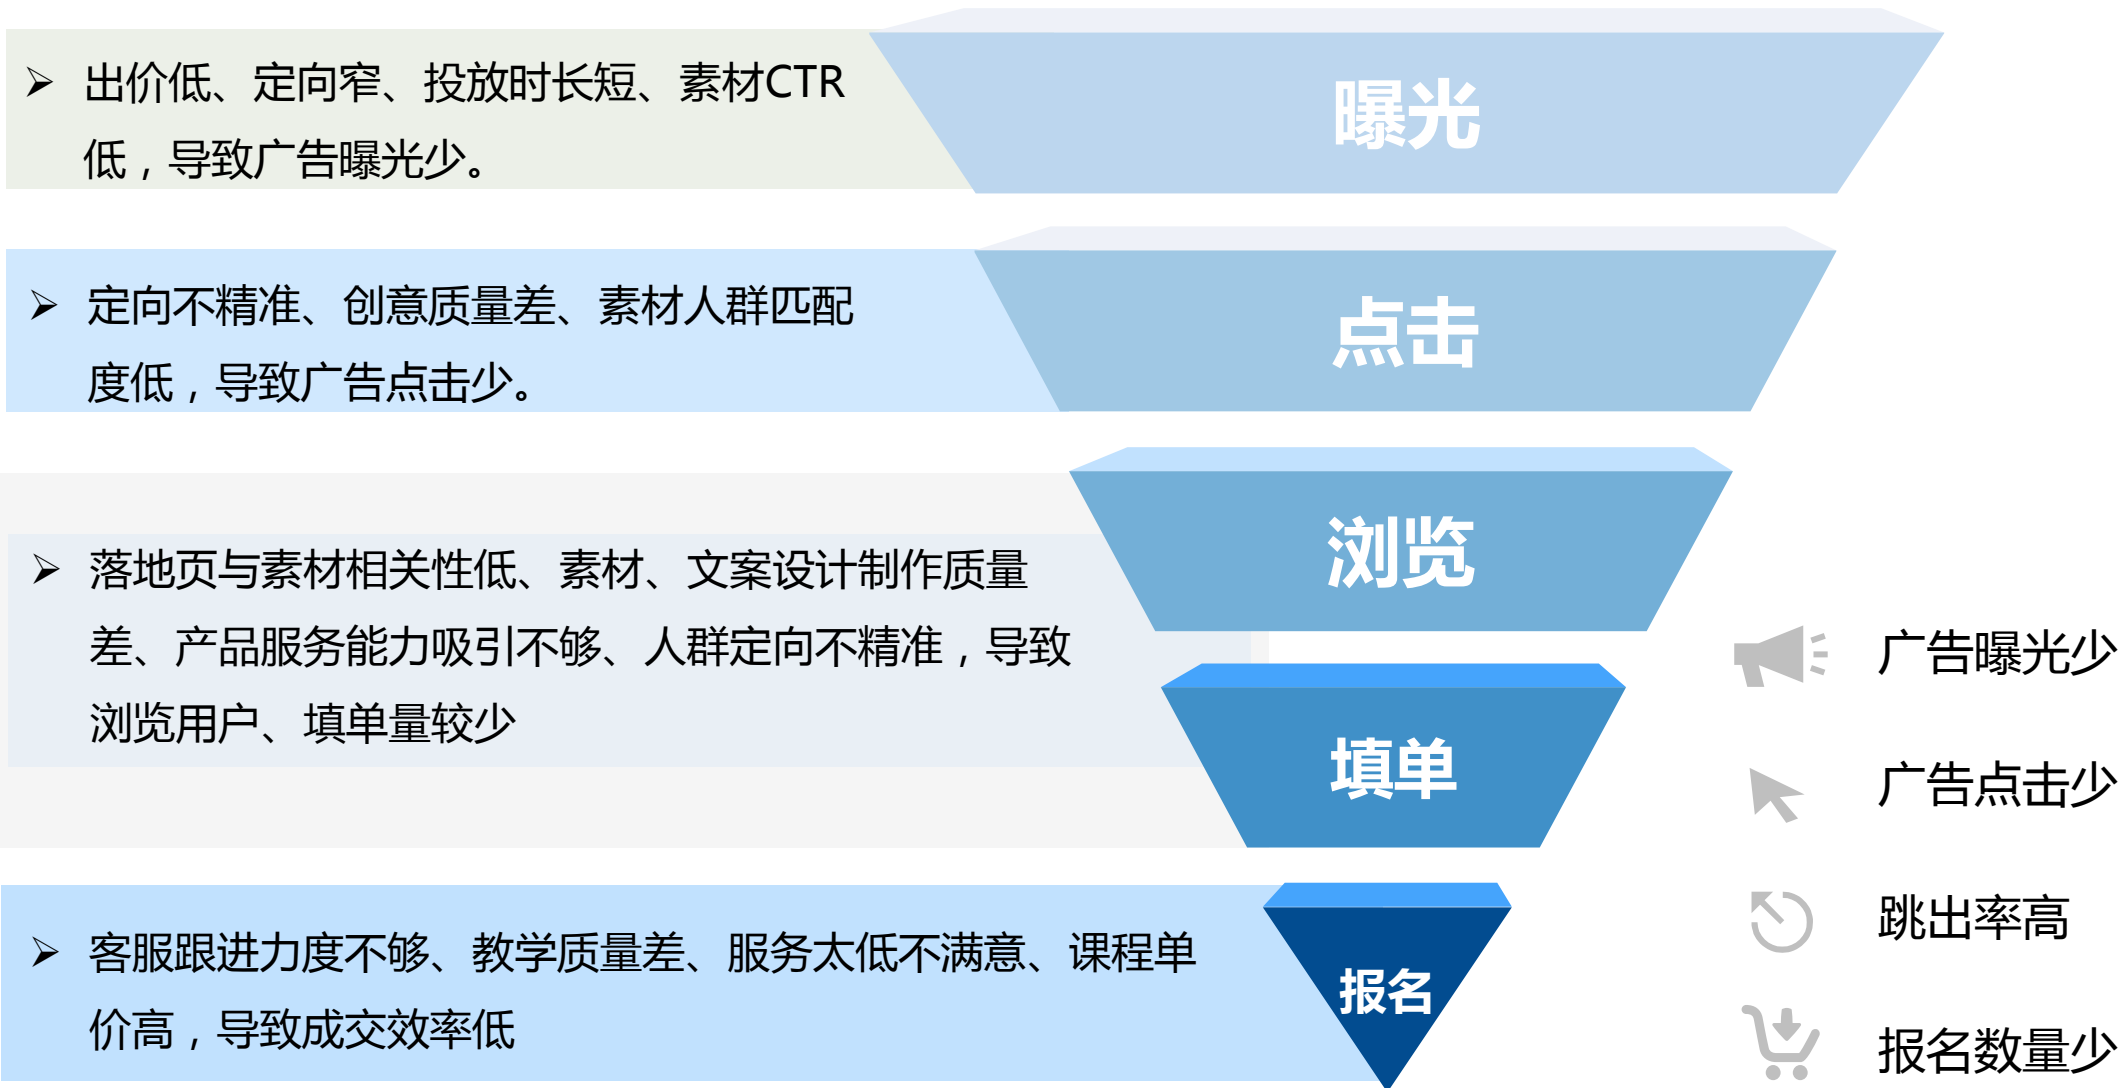 出价低、定向窄、投放时长短、素材CTR
低，导致广告曝光少。
曝光
定向不精准、创意质量差、素材人群匹配
度低，导致广告点击少。
点击
落地页与素材相关性低、素材、文案设计制作质量
差、产品服务能力吸引不够、人群定向不精准，导致
浏览用户、填单量较少
浏览
填单
客服跟进力度不够、教学质量差、服务太低不满意、课程单
价高，导致成交效率低
报名
广告曝光少
广告点击少
跳出率高
报名数量少